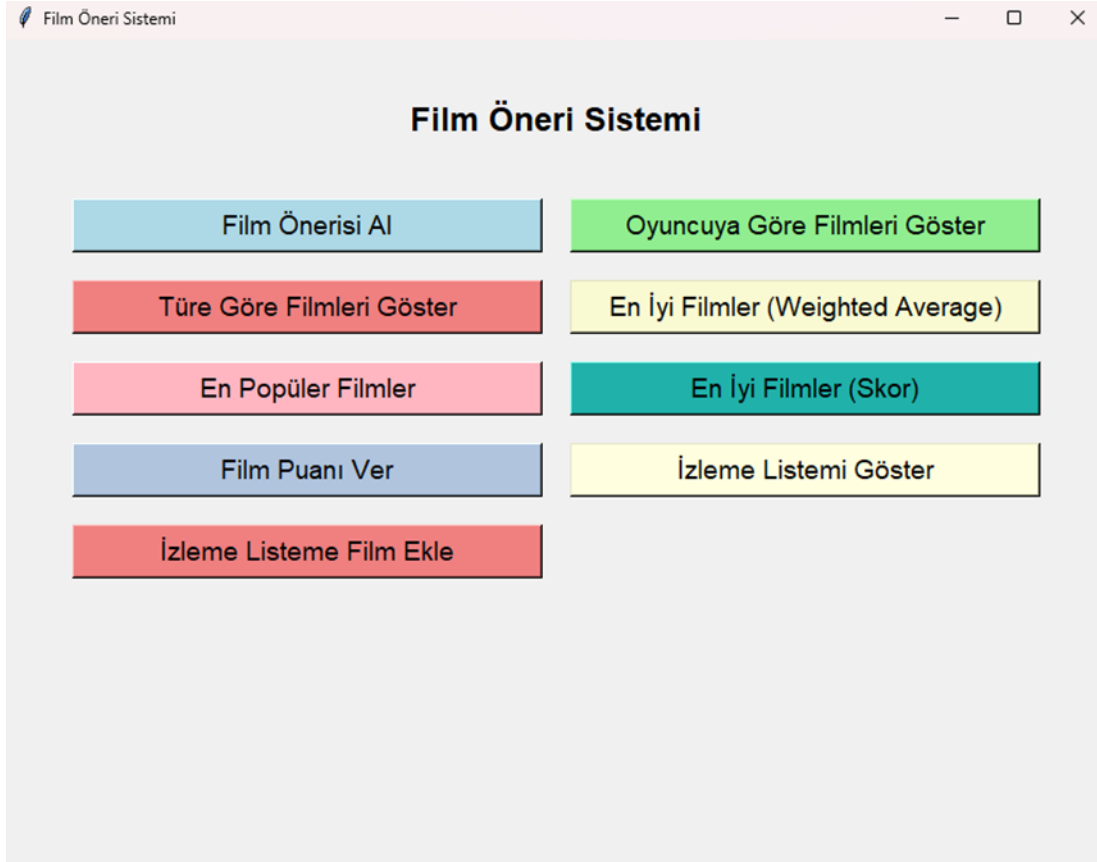 Film Öneri Sistemi
Film Öneri Sistemi
Film Önerisi Al
Oyuncuya Göre Filmleri Göster
Türe Göre Filmleri Göster
En İyi Filmler (Weighted Average)
En Popüler Filmler
En İyi Filmler (Skor)
Film Puanı Ver
İzleme Listemi Göster
İzleme Listeme Film Ekle